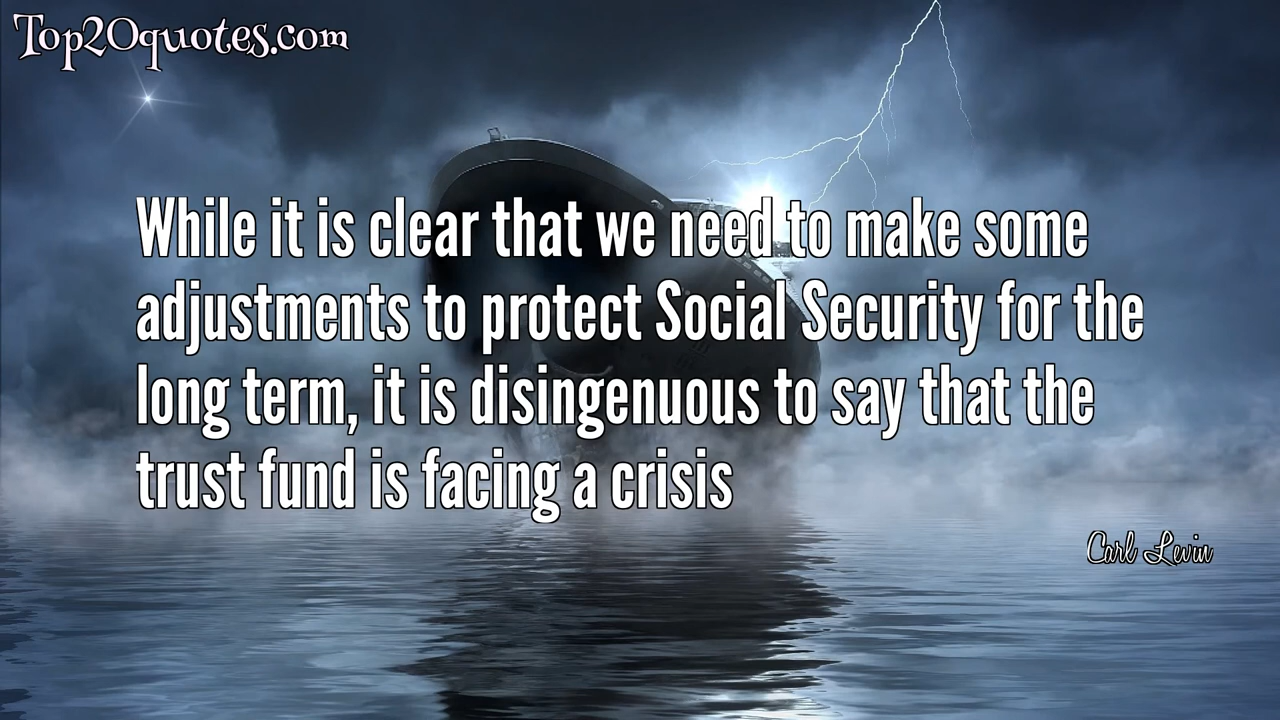 Top20quotes.com
While it is clear that we need to make some
adjustments to protect Social Security for the
long term, it is disingenuous to say that the
trust fund is facing a crisis
Carl Levin